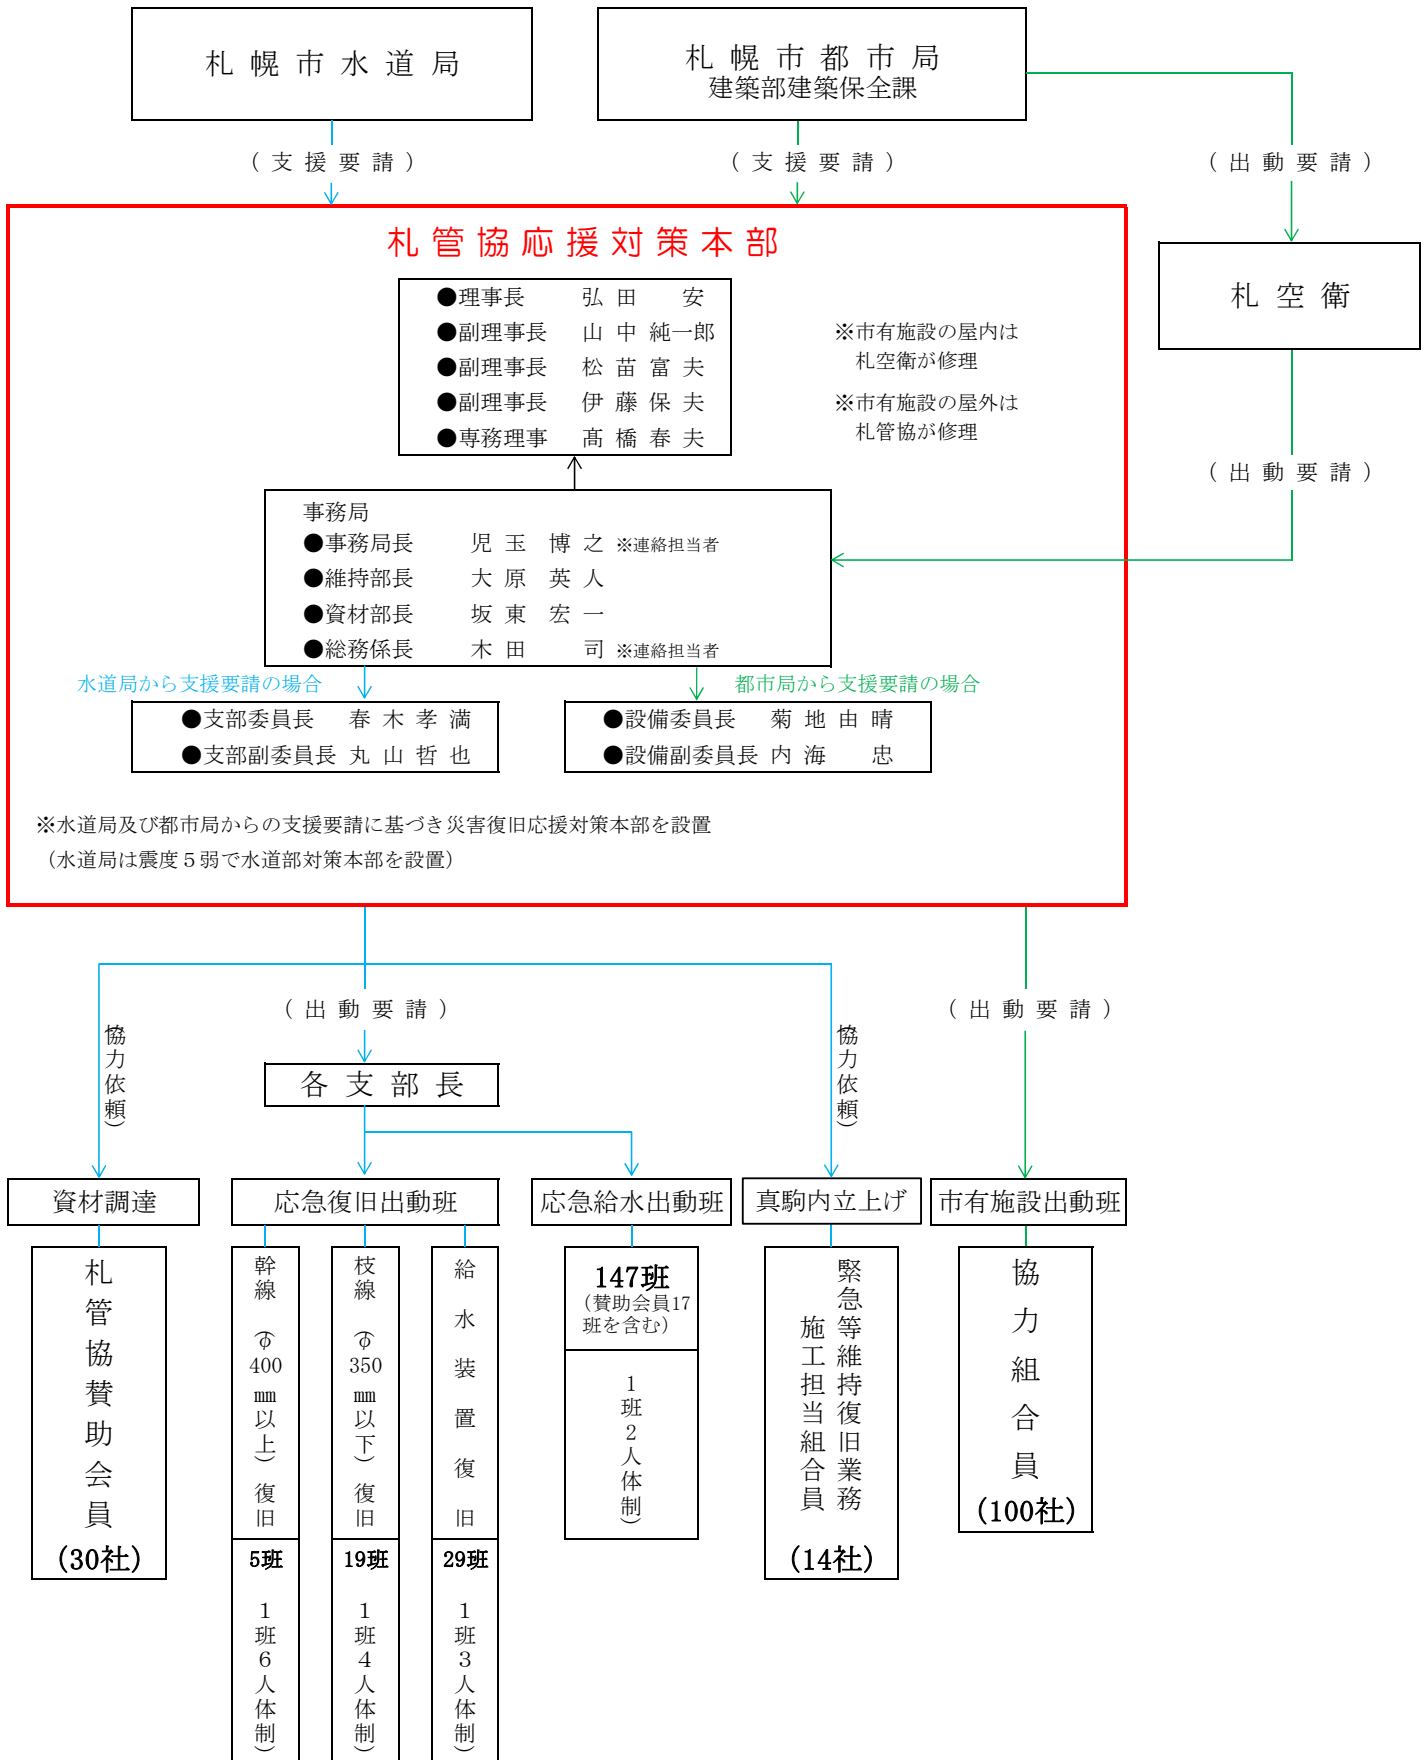 札幌市水道局
札幌市都市局
建築部建築保全課
（支援要請）
（支援要請）
（出動要請）
札管協応援対策本部
札空衛
●理事長 弘田 安
●副理事長 山中純一郎
●副理事長 松苗富夫
●副理事長 伊藤保夫
●専務理事 髙橋春夫
※市有施設の屋内は
札空衛が修理
※市有施設の屋外は
札管協が修理
（出動要請）
事務局
●事務局長 児玉 博之 ※連絡担当者
●維持部長 大原 英人
●資材部長 坂東 宏一
●総務係長 木田 司 ※連絡担当者
水道局から支援要請の場合
都市局から支援要請の場合
●支部委員長 春木孝満
●支部副委員長 丸山哲也
●設備委員長 菊地由晴
●設備副委員長 内海 忠
※水道局及び都市局からの支援要請に基づき災害復旧応援対策本部を設置
（水道局は震度５弱で水道部対策本部を設置）
（出動要請）
（出動要請）
協力依頼）
協力依頼）
各支部長
資材調達
応急復旧出動班
応急給水出動班
真駒内立上げ
市有施設出動班
札管協賛助会員
(30社)
幹線（φ400㎜以上）復旧
5班
１班６人体制）
枝線（φ350㎜以下）復旧
19班
１班４人体制）
給水装置復旧
29班
１班３人体制）
147班
（賛助会員17
班を含む）
１班２人体制）
緊急等維持復旧業務
施工担当組合員
(14社)
協力組合員
(100社)